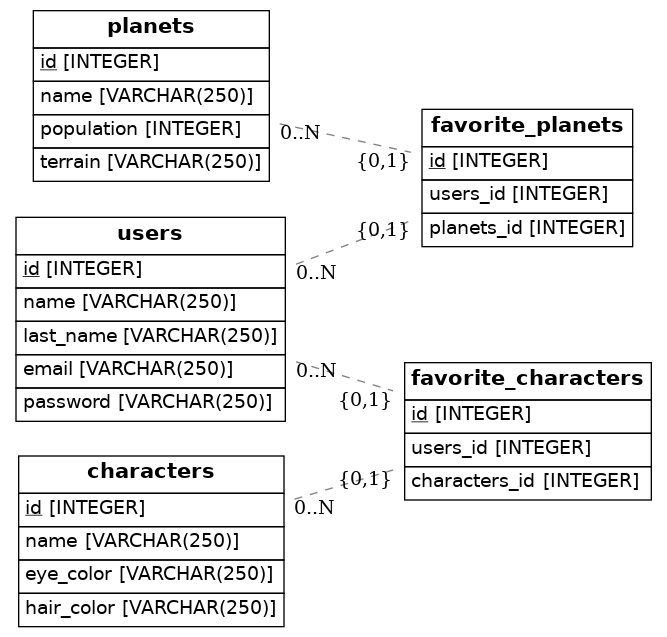 planets
id [INTEGER]
name [VARCHAR(250)]
population [INTEGER]
terrain [VARCHAR(250)]
0..N
{0,1}
favorite_planets
id [INTEGER]
users_id [INTEGER]
planets_id [INTEGER]
users
id [INTEGER]
name [VARCHAR(250)]
last_name [VARCHAR(250)]
email [VARCHAR(250)]
password [VARCHAR(250)]
{0,1}
0..N
0..N
{0,1}
favorite_characters
id [INTEGER]
users_id [INTEGER]
characters_id [INTEGER]
characters
id [INTEGER]
name [VARCHAR(250)]
eye_color [VARCHAR(250)]
hair_color [VARCHAR(250)]
{0,1}
0..N